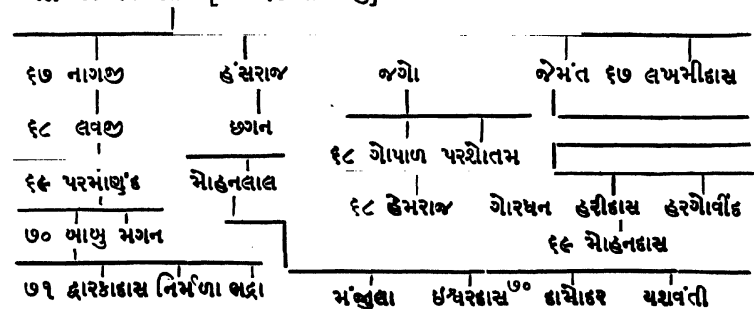 ૬૭ નાગજી હંસરાજ જગો જેમંત ૬૭ લખમીદાસ
૬૮ લવજી છગન
૬૮ ગોપાળ પરશોતમ
૬૯ પરમાણંદ મોહનલાલ
૬૮ હેમરાજ ગોરધન હરીદાસ હરગોવીંદ
૭૦ બાબુ મગન
૬૯ મોહનદાસ
૭૧ દ્વારકાદાસ નિર્મળા ભદ્રા
મંજુલા ઇશ્વરદાસ ૭૦ દામોદર યશવંતી